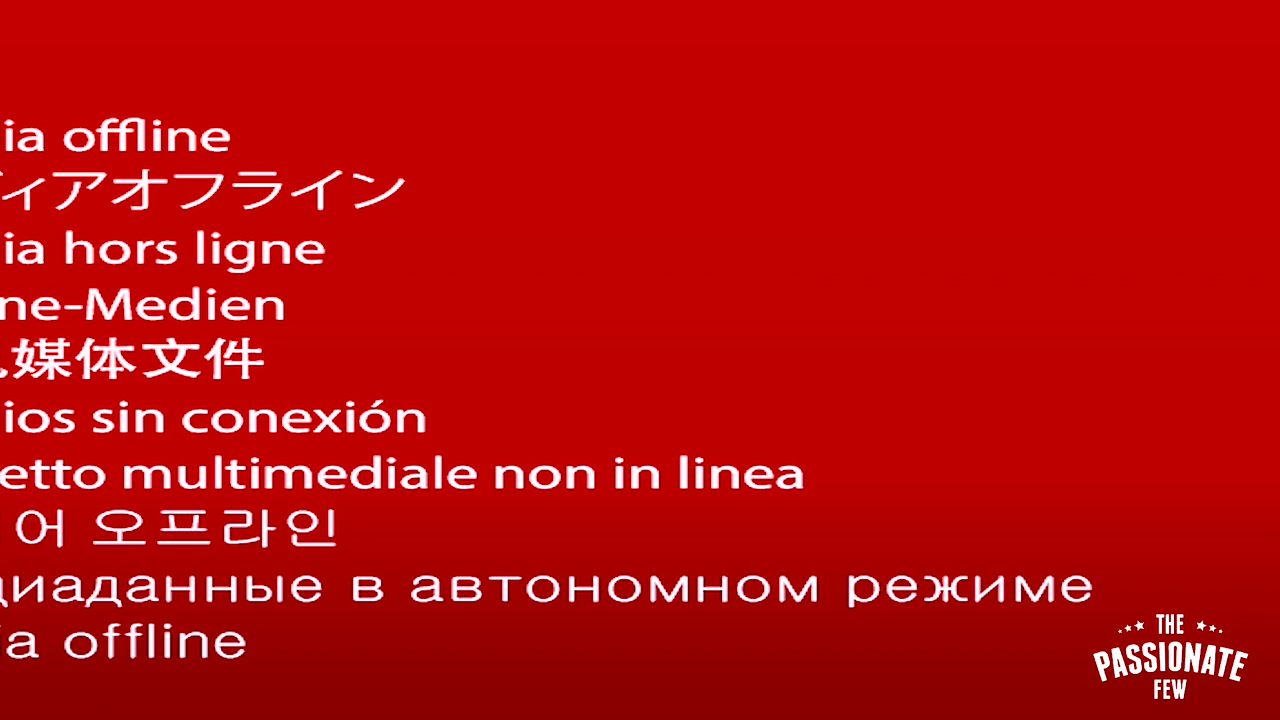 ia offline
ィアオフライン
ia hors ligne
ne-Medien
媒体文件
ios sin conexión
etto multimediale non in linea
어 오프라인
диаданные в автономном режиме
ia offline
THE
PASSIONATE
FEW